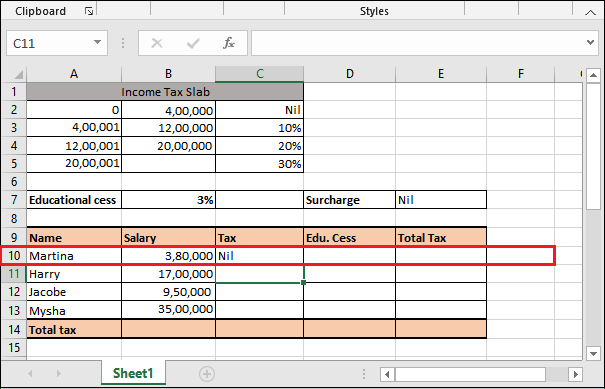 Clipboard Styles
C11 fx
A B C D E F
1 Income Tax Slab
2 0 4,00,000 Nil
3 4,00,001 12,00,000 10%
4 12,00,001 20,00,000 20%
5 20,00,001 30%
6
7 Educational cess 3% Surcharge Nil
8
9 Name Salary Tax Edu. Cess Total Tax
10 Martina 3,80,000 Nil
11 Harry 17,00,000
12 Jacobe 9,50,000
13 Mysha 35,00,000
14 Total tax
15
Sheet1